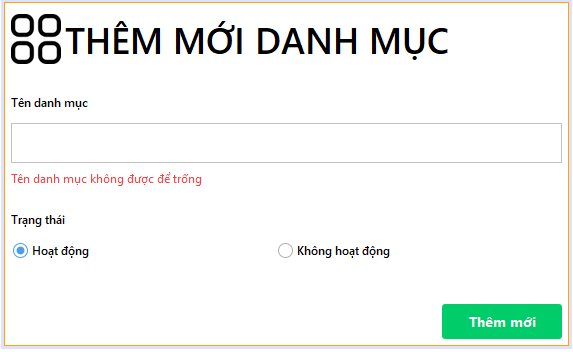 THÊM MỚI DANH MỤC
Tên danh mục
Tên danh mục không được để trống
Trạng thái
Hoạt động
Không hoạt động
Thêm mới